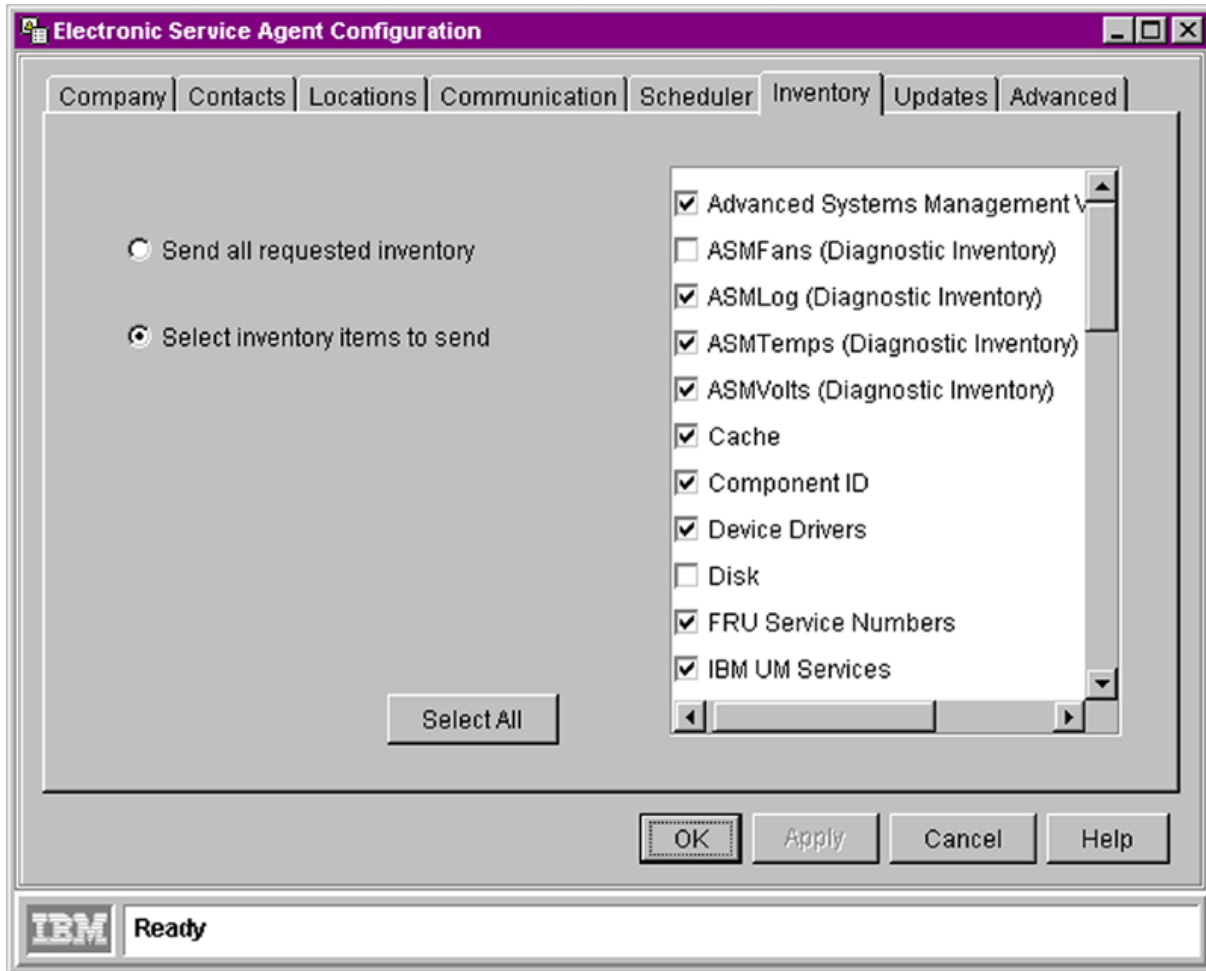 Electronic Service Agent Configuration
Company Contacts Locations Communication Scheduler Inventory Updates Advanced
Send all requested inventory
Select inventory items to send
Advanced Systems Management V
ASMFans (Diagnostic Inventory)
ASMLog (Diagnostic Inventory)
ASMTemps (Diagnostic Inventory)
ASMVolts (Diagnostic Inventory)
Cache
Component ID
Device Drivers
Disk
FRU Service Numbers
IBM UM Services
Select All
OK Apply Cancel Help
IBM Ready